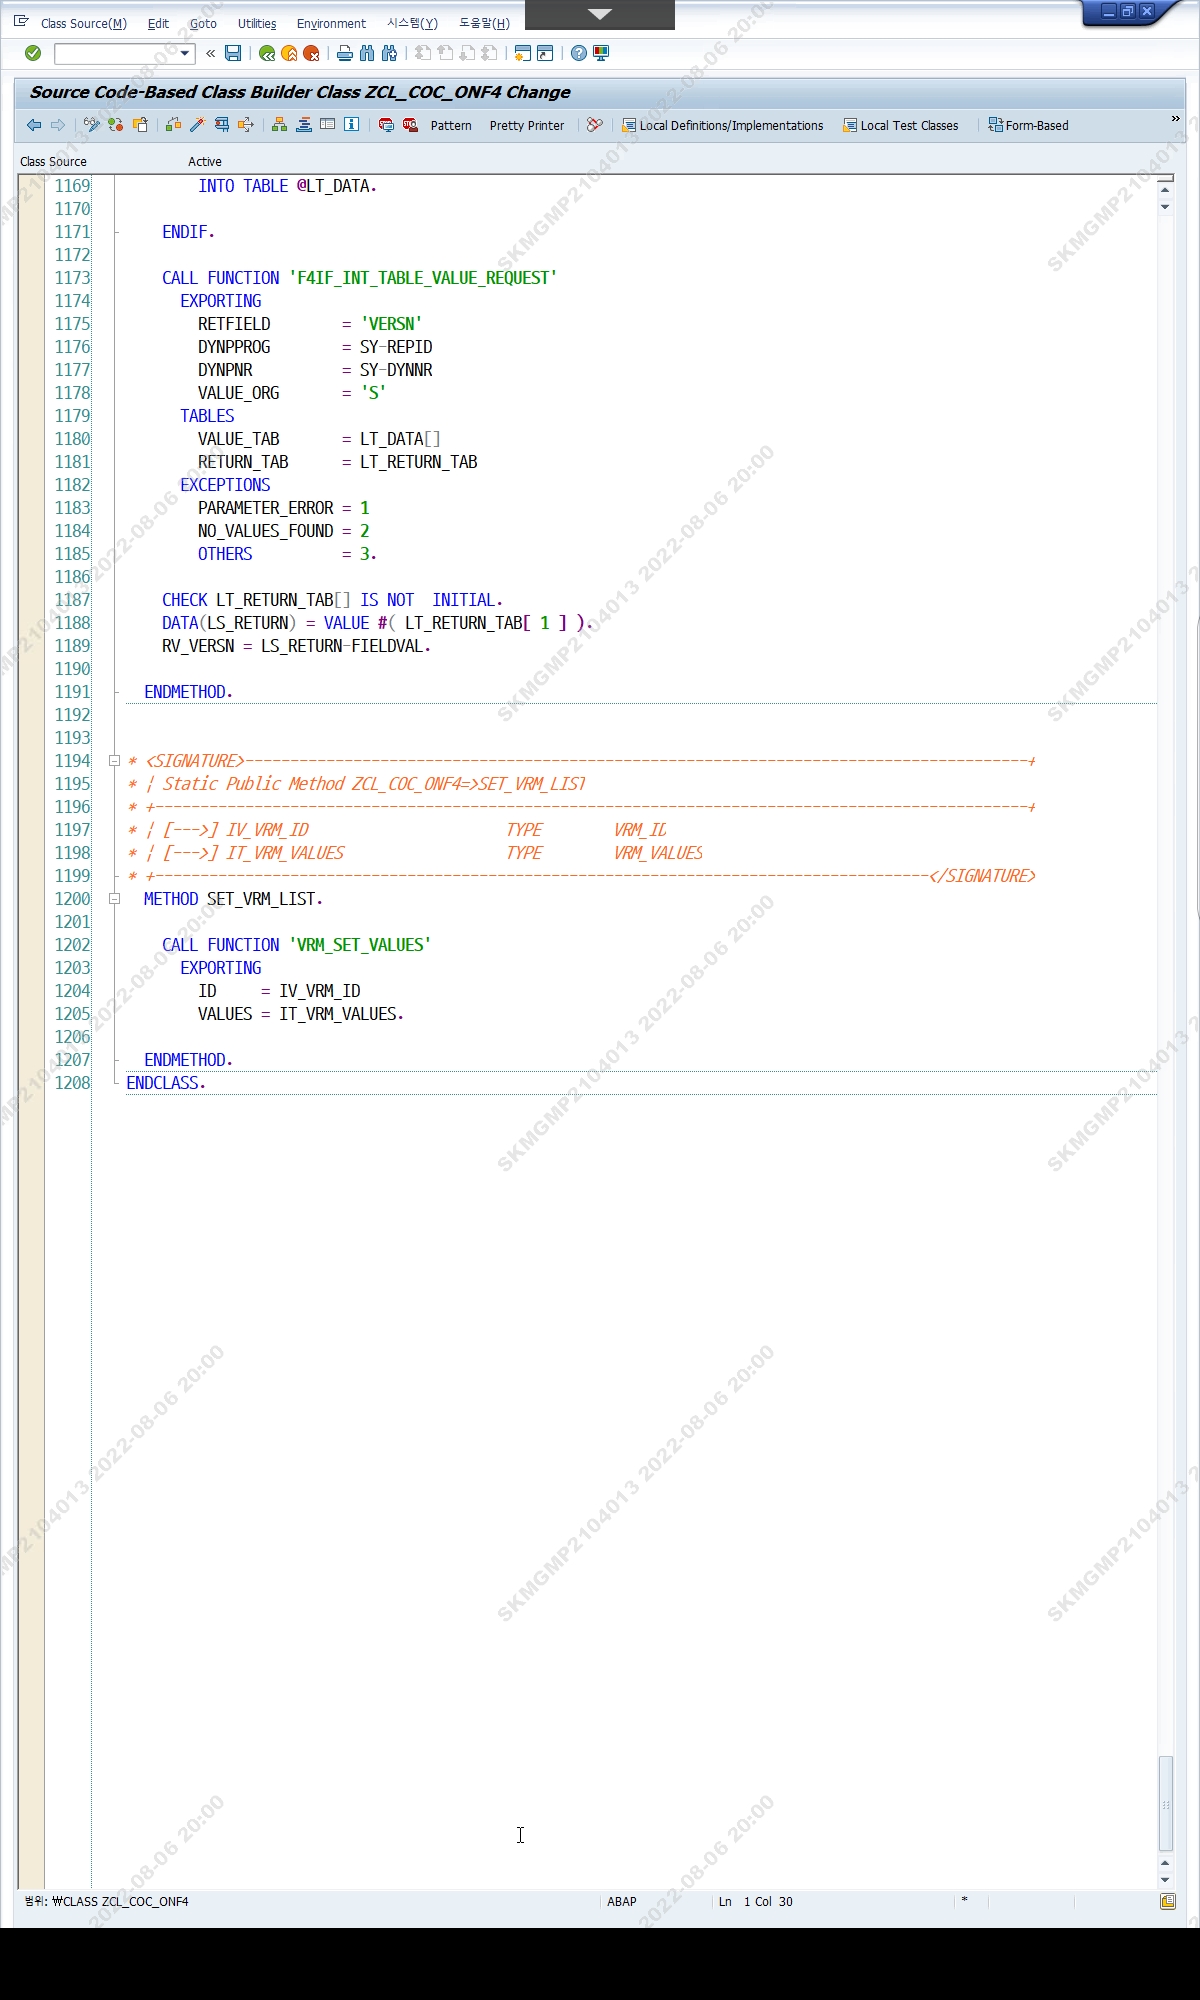 Class Source(M) Edit Goto Utilities Environment 시스템(Y) 도움말(H)
Source Code-Based Class Builder Class ZCL_COC_ONF4 Change
Pattern Pretty Printer Local Definitions/Implementations Local Test Classes Form-Based »
Class Source Active
1169 INTO TABLE @LT_DATA.
1170
1171 ENDIF.
1172
1173 CALL FUNCTION 'F4IF_INT_TABLE_VALUE_REQUEST'
1174 EXPORTING
1175 RETFIELD = 'VERSN'
1176 DYNPPROG = SY-REPID
1177 DYNPNR = SY-DYNNR
1178 VALUE_ORG = 'S'
1179 TABLES
1180 VALUE_TAB = LT_DATA[]
1181 RETURN_TAB = LT_RETURN_TAB
1182 EXCEPTIONS
1183 PARAMETER_ERROR = 1
1184 NO_VALUES_FOUND = 2
1185 OTHERS = 3.
1186
1187 CHECK LT_RETURN_TAB[] IS NOT  INITIAL.
1188 DATA(LS_RETURN) = VALUE #( LT_RETURN_TAB[ 1 ] ).
1189 RV_VERSN = LS_RETURN-FIELDVAL.
1190
1191 ENDMETHOD.
1192
1193
1194 * <SIGNATURE>---------------------------------------------------------------------------------------+
1195 * | Static Public Method ZCL_COC_ONF4=>SET_VRM_LIST
1196 * +-------------------------------------------------------------------------------------------------+
1197 * | [--->] IV_VRM_ID TYPE VRM_ID
1198 * | [--->] IT_VRM_VALUES TYPE VRM_VALUES
1199 * +--------------------------------------------------------------------------------------</SIGNATURE>
1200 METHOD SET_VRM_LIST.
1201
1202 CALL FUNCTION 'VRM_SET_VALUES'
1203 EXPORTING
1204 ID = IV_VRM_ID
1205 VALUES = IT_VRM_VALUES.
1206
1207 ENDMETHOD.
1208 ENDCLASS.
범위: ₩CLASS ZCL_COC_ONF4 ABAP Ln 1 Col 30 *
SKMGMP2104013 2022-08-06 20:00